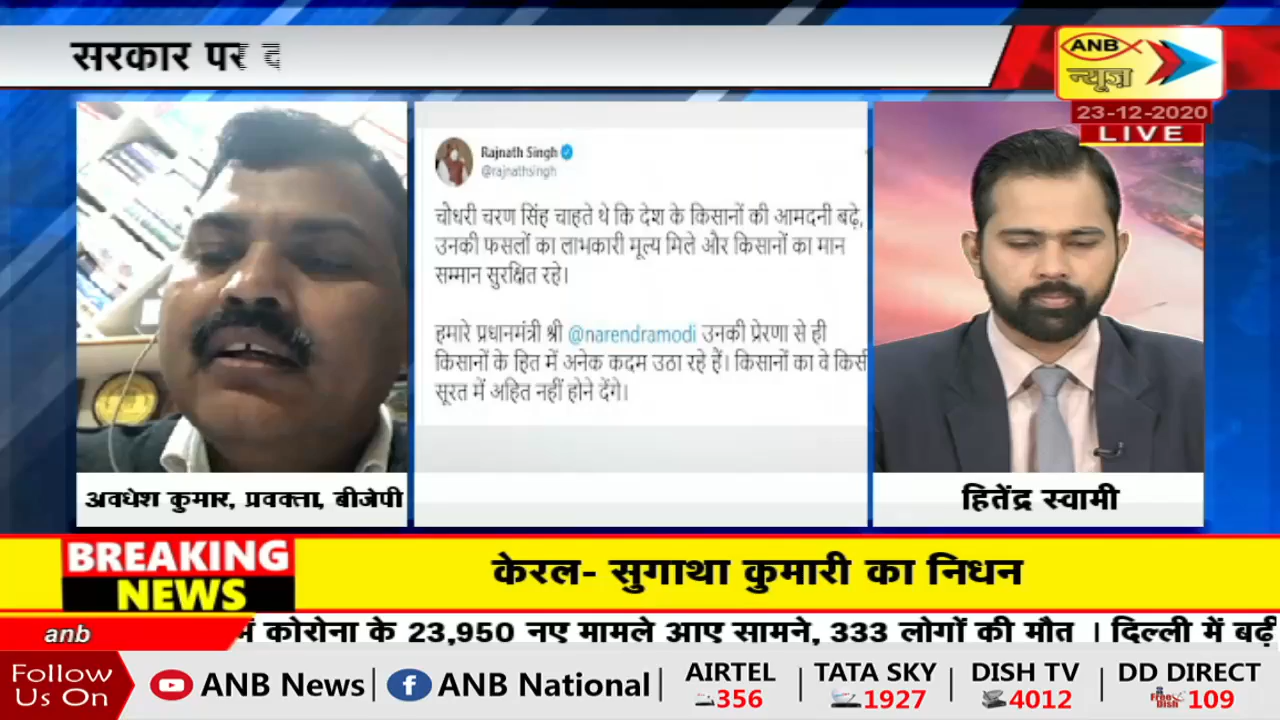 सरकार पर
ANB
न्यूज़
23-12-2020
LIVE
Rajnath Singh
@rajnathsingh
चौधरी चरण सिंह चाहते थे कि देश के किसानों की आमदनी बढ़े,
उनकी फसलों का लाभकारी मूल्य मिले और किसानों का मान
सम्मान सुरक्षित रहे।
हमारे प्रधानमंत्री श्री @narendramodi उनकी प्रेरणा से ही
किसानों के हित में अनेक कदम उठा रहे हैं। किसानों का वे किसी
सूरत में अहित नहीं होने देंगे।
अवधेश कुमार, प्रवक्ता, बीजेपी
हितेंद्र स्वामी
BREAKING
NEWS
केरल- सुगाथा कुमारी का निधन
anb
में कोरोना के 23,950 नए मामले आए सामने, 333 लोगों की मौत । दिल्ली में बढ़ी
Follow
Us On
ANB News
ANB National
AIRTEL
356
TATA SKY
1927
DISH TV
4012
DD DIRECT
109